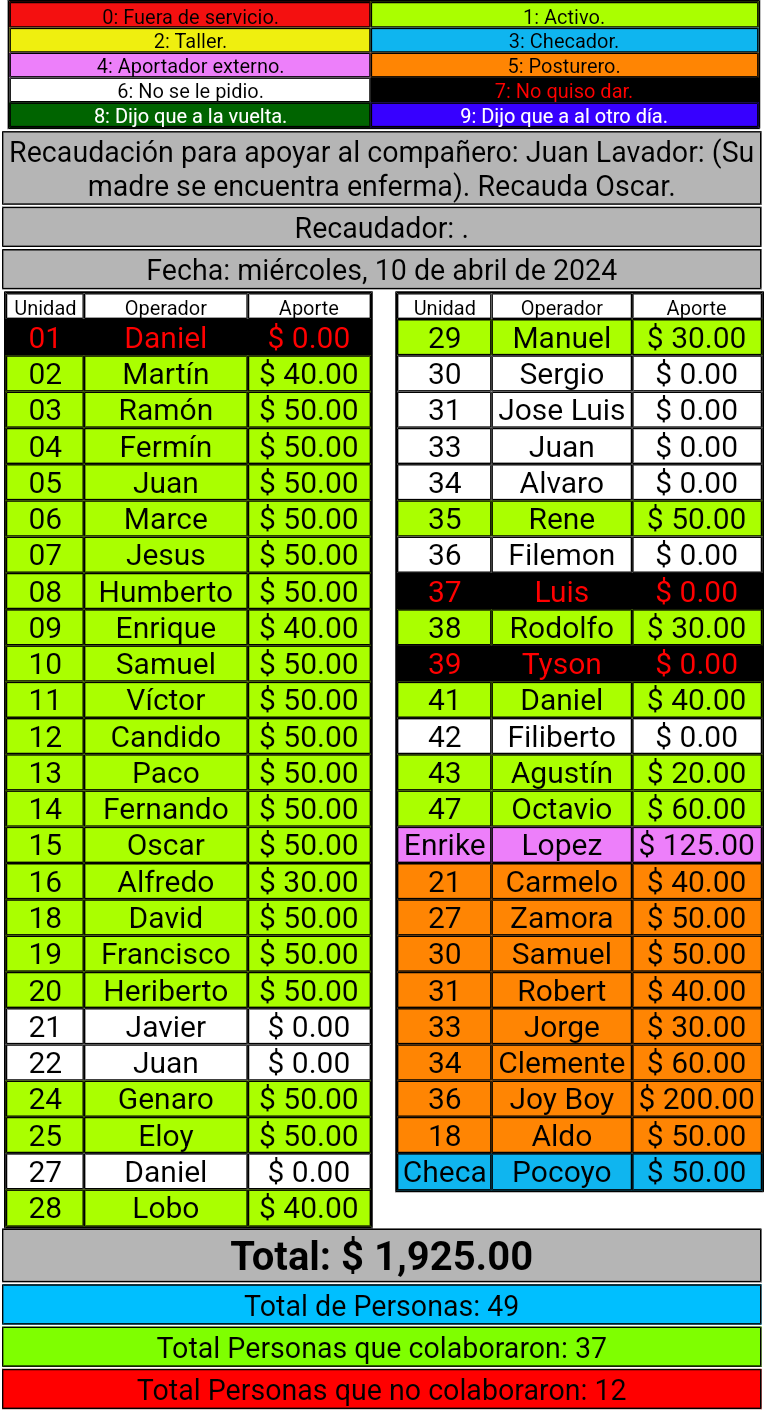 0: Fuera de servicio. 1: Activo.
2: Taller. 3: Checador.
4: Aportador externo. 5: Posturero.
6: No se le pidio. 7: No quiso dar.
8: Dijo que a la vuelta. 9: Dijo que a al otro día.
Recaudación para apoyar al compañero: Juan Lavador: (Su
madre se encuentra enferma). Recauda Oscar.
Recaudador: .
Fecha: miércoles, 10 de abril de 2024
Unidad Operador Aporte
01 Daniel $ 0.00
02 Martín $ 40.00
03 Ramón $ 50.00
04 Fermín $ 50.00
05 Juan $ 50.00
06 Marce $ 50.00
07 Jesus $ 50.00
08 Humberto $ 50.00
09 Enrique $ 40.00
10 Samuel $ 50.00
11 Víctor $ 50.00
12 Candido $ 50.00
13 Paco $ 50.00
14 Fernando $ 50.00
15 Oscar $ 50.00
16 Alfredo $ 30.00
18 David $ 50.00
19 Francisco $ 50.00
20 Heriberto $ 50.00
21 Javier $ 0.00
22 Juan $ 0.00
24 Genaro $ 50.00
25 Eloy $ 50.00
27 Daniel $ 0.00
28 Lobo $ 40.00
Unidad Operador Aporte
29 Manuel $ 30.00
30 Sergio $ 0.00
31 Jose Luis $ 0.00
33 Juan $ 0.00
34 Alvaro $ 0.00
35 Rene $ 50.00
36 Filemon $ 0.00
37 Luis $ 0.00
38 Rodolfo $ 30.00
39 Tyson $ 0.00
41 Daniel $ 40.00
42 Filiberto $ 0.00
43 Agustín $ 20.00
47 Octavio $ 60.00
Enrike Lopez $ 125.00
21 Carmelo $ 40.00
27 Zamora $ 50.00
30 Samuel $ 50.00
31 Robert $ 40.00
33 Jorge $ 30.00
34 Clemente $ 60.00
36 Joy Boy $ 200.00
18 Aldo $ 50.00
Checa Pocoyo $ 50.00
Total: $ 1,925.00
Total de Personas: 49
Total Personas que colaboraron: 37
Total Personas que no colaboraron: 12